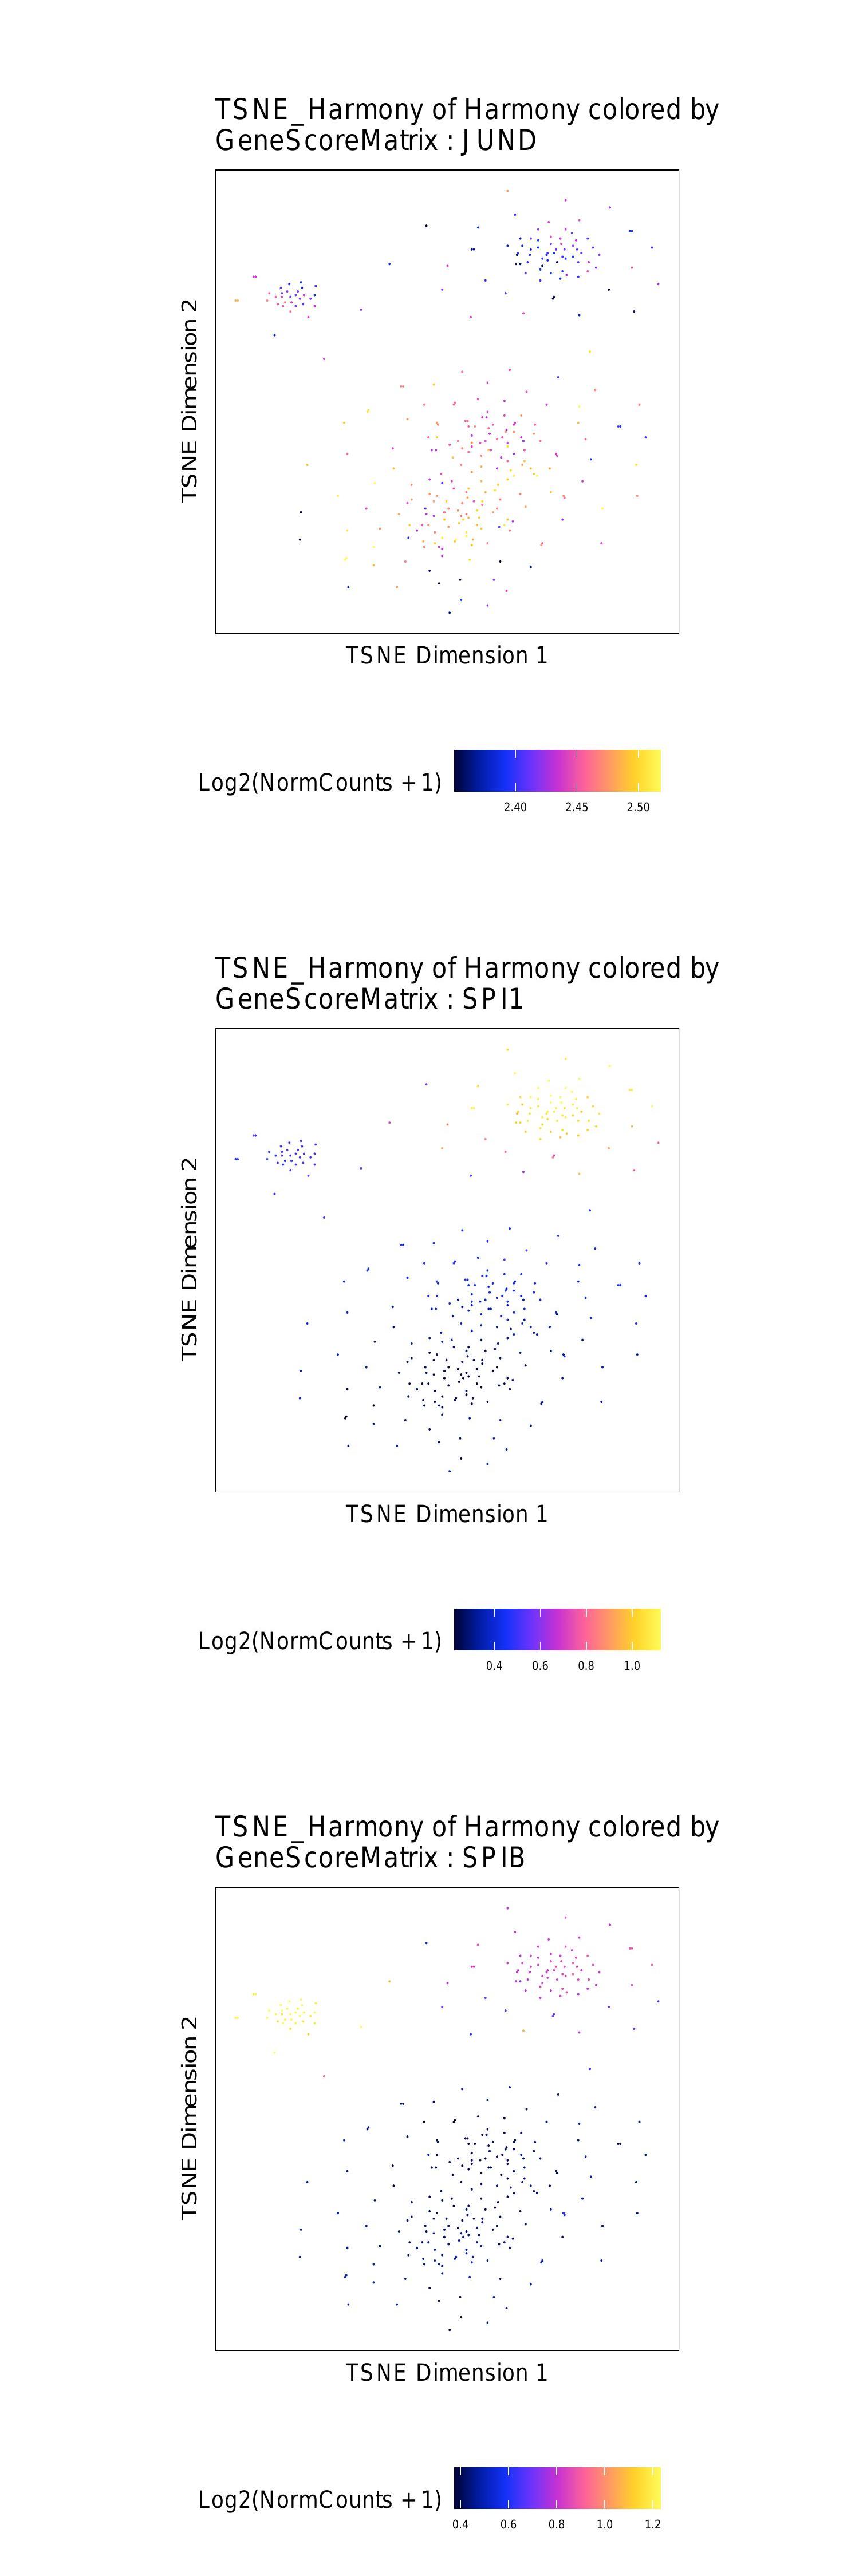 TSNE_Harmony of Harmony colored by
GeneScoreMatrix : JUND
TSNE Dimension 2
TSNE Dimension 1
Log2(NormCounts +1)
2.40 2.45 2.50
TSNE_Harmony of Harmony colored by
GeneScoreMatrix : SPI1
TSNE Dimension 2
TSNE Dimension 1
Log2(NormCounts +1)
0.4 0.6 0.8 1.0
TSNE_Harmony of Harmony colored by
GeneScoreMatrix : SPIB
TSNE Dimension 2
TSNE Dimension 1
Log2(NormCounts +1)
0.4 0.6 0.8 1.0 1.2